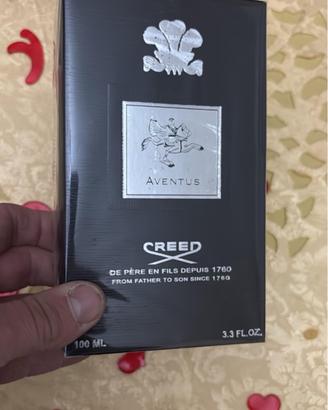 AVENTUS
CREED
DE PÈRE EN FILS DEPUIS 1760
FROM FATHER TO SON SINCE 1760
100 ML
3.3 FL.OZ.